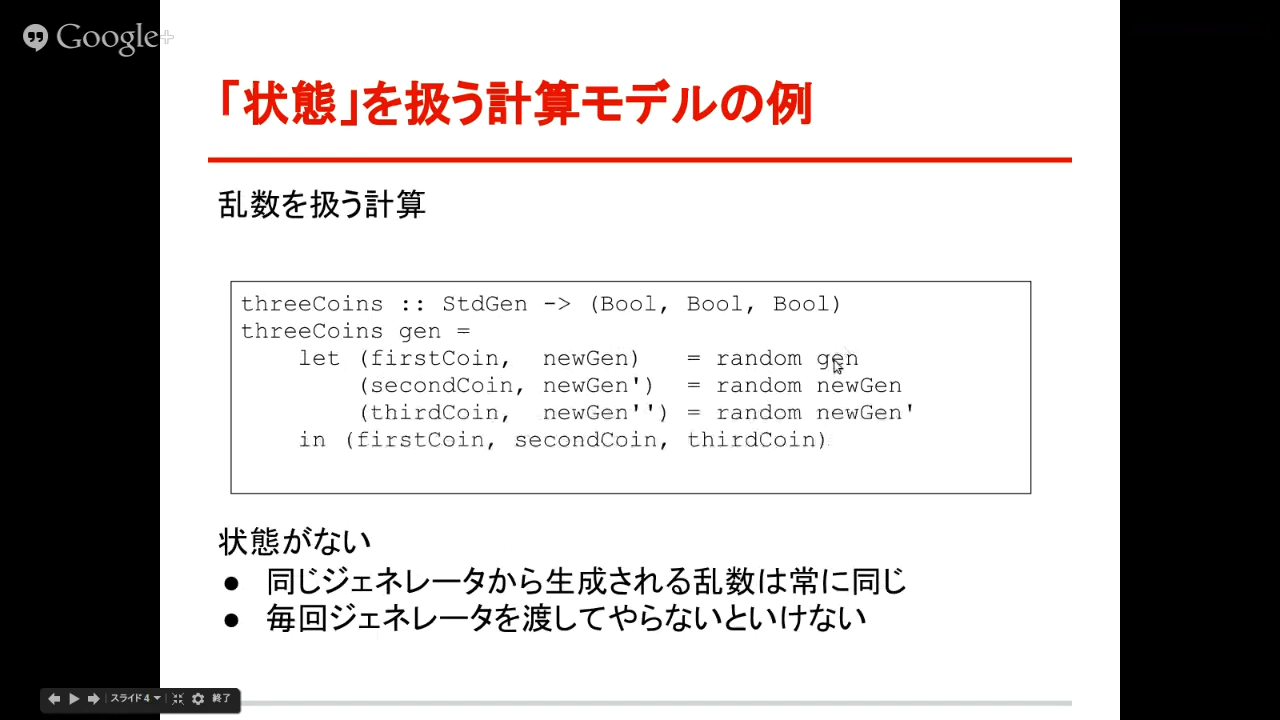 Google+
「状態」を扱う計算モデルの例
乱数を扱う計算
threeCoins :: StdGen -> (Bool, Bool, Bool)
threeCoins gen =
    let (firstCoin,  newGen)   = random gen
        (secondCoin, newGen')  = random newGen
        (thirdCoin,  newGen'') = random newGen'
    in (firstCoin, secondCoin, thirdCoin)
状態がない
● 同じジェネレータから生成される乱数は常に同じ
● 毎回ジェネレータを渡してやらないといけない
スライド 4 終了